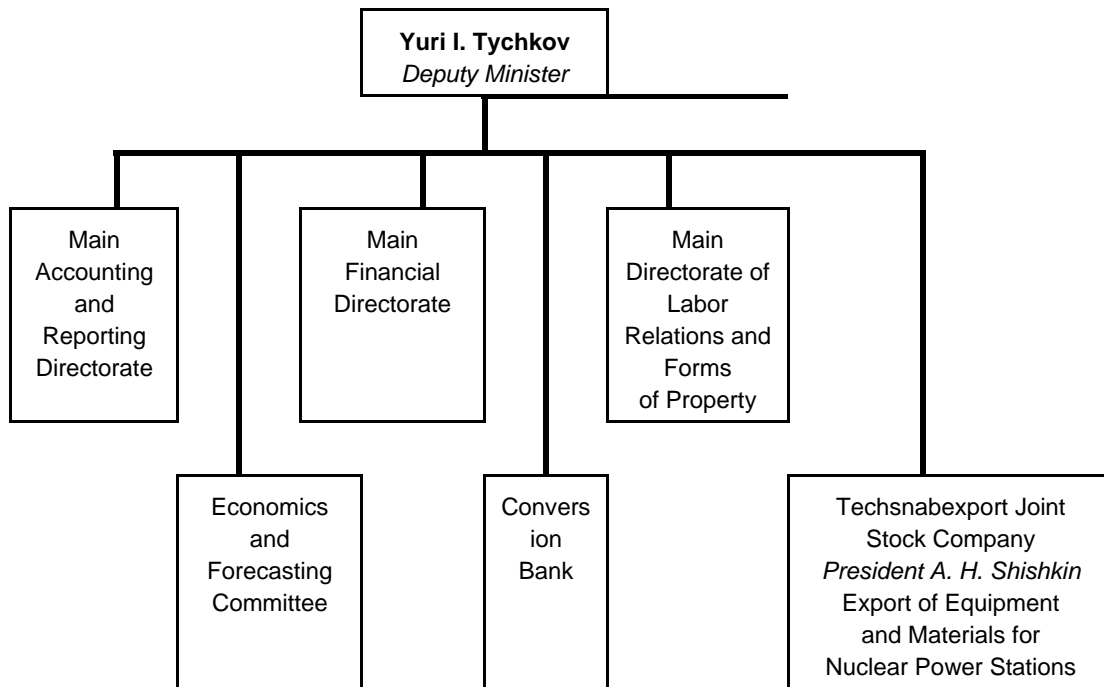 Yuri I. Tychkov
Deputy Minister
Main
Accounting
and
Reporting
Directorate
Main
Financial
Directorate
Main
Directorate of
Labor
Relations and
Forms
of Property
Economics
and
Forecasting
Committee
Convers
ion
Bank
Techsnabexport Joint
Stock Company
President A. H. Shishkin
Export of Equipment
and Materials for
Nuclear Power Stations